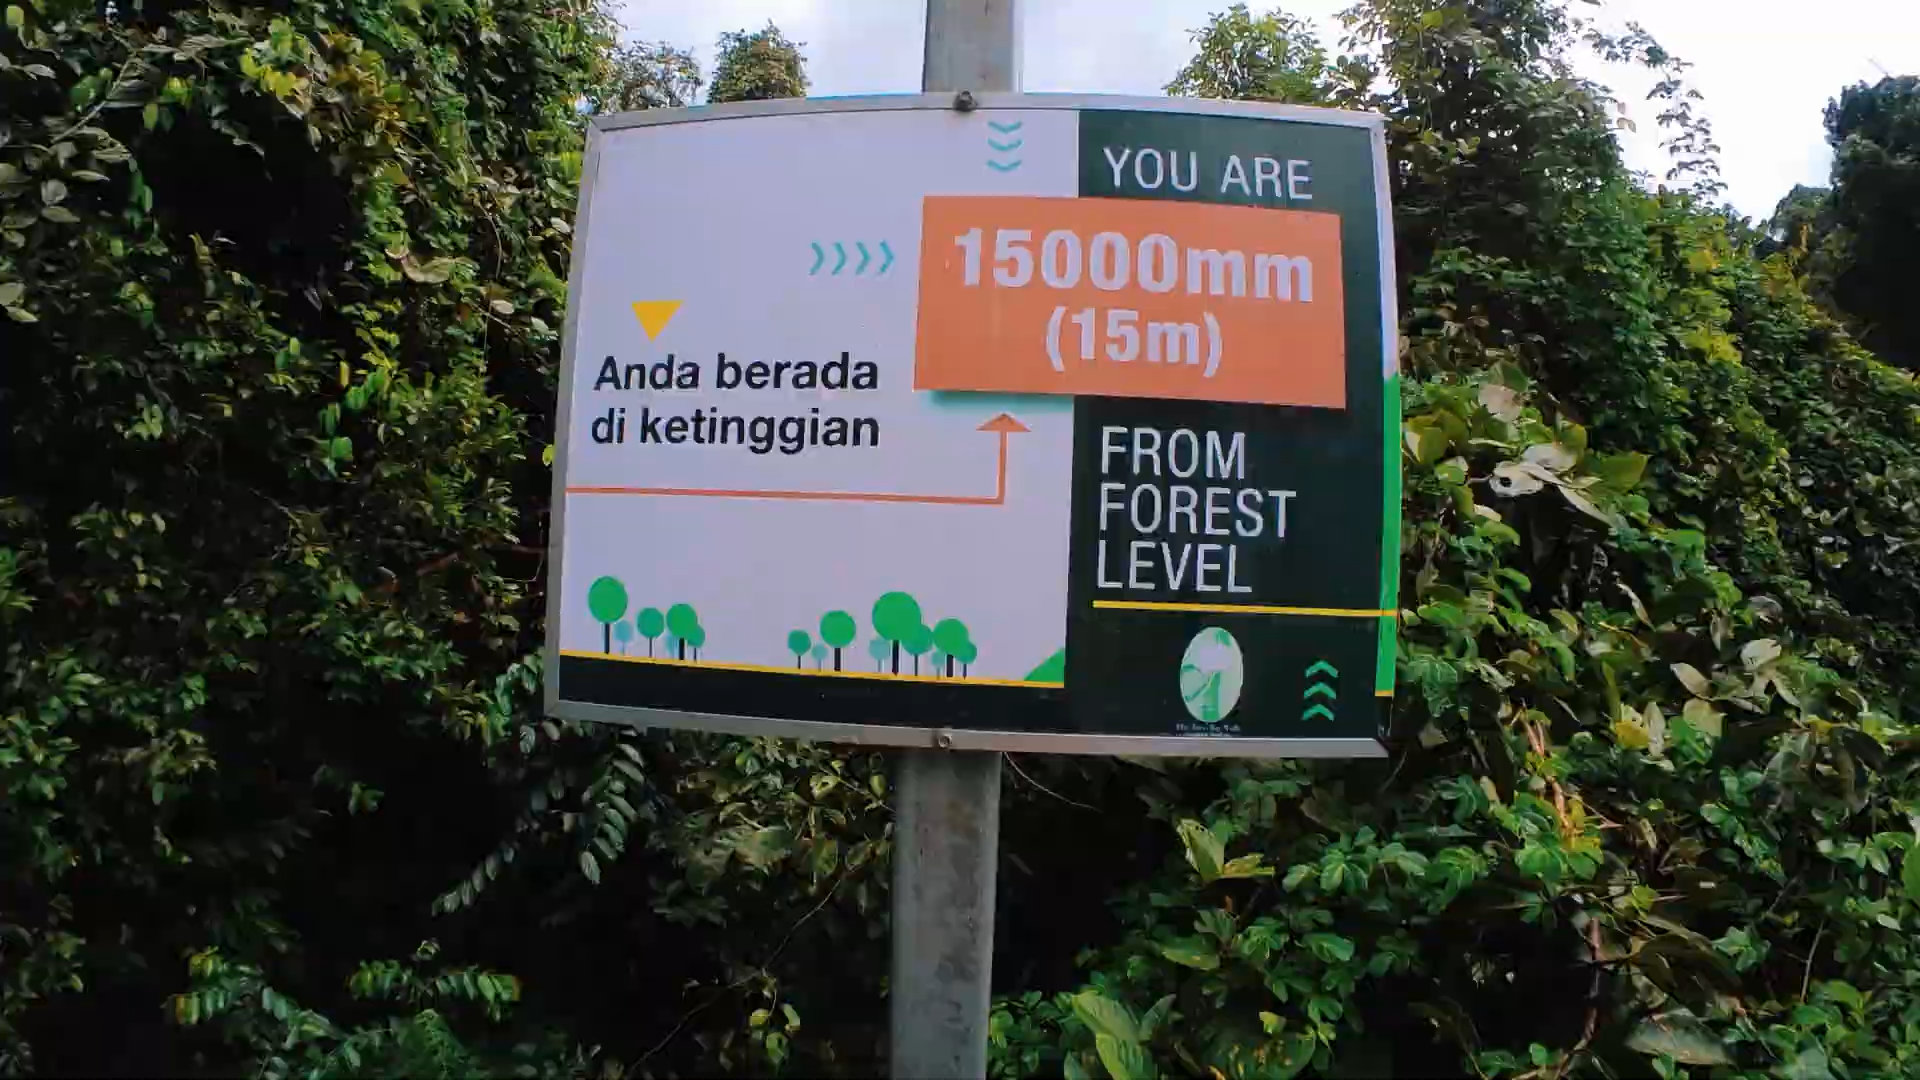 Anda berada
di ketinggian
YOU ARE
15000mm
(15m)
FROM
FOREST
LEVEL